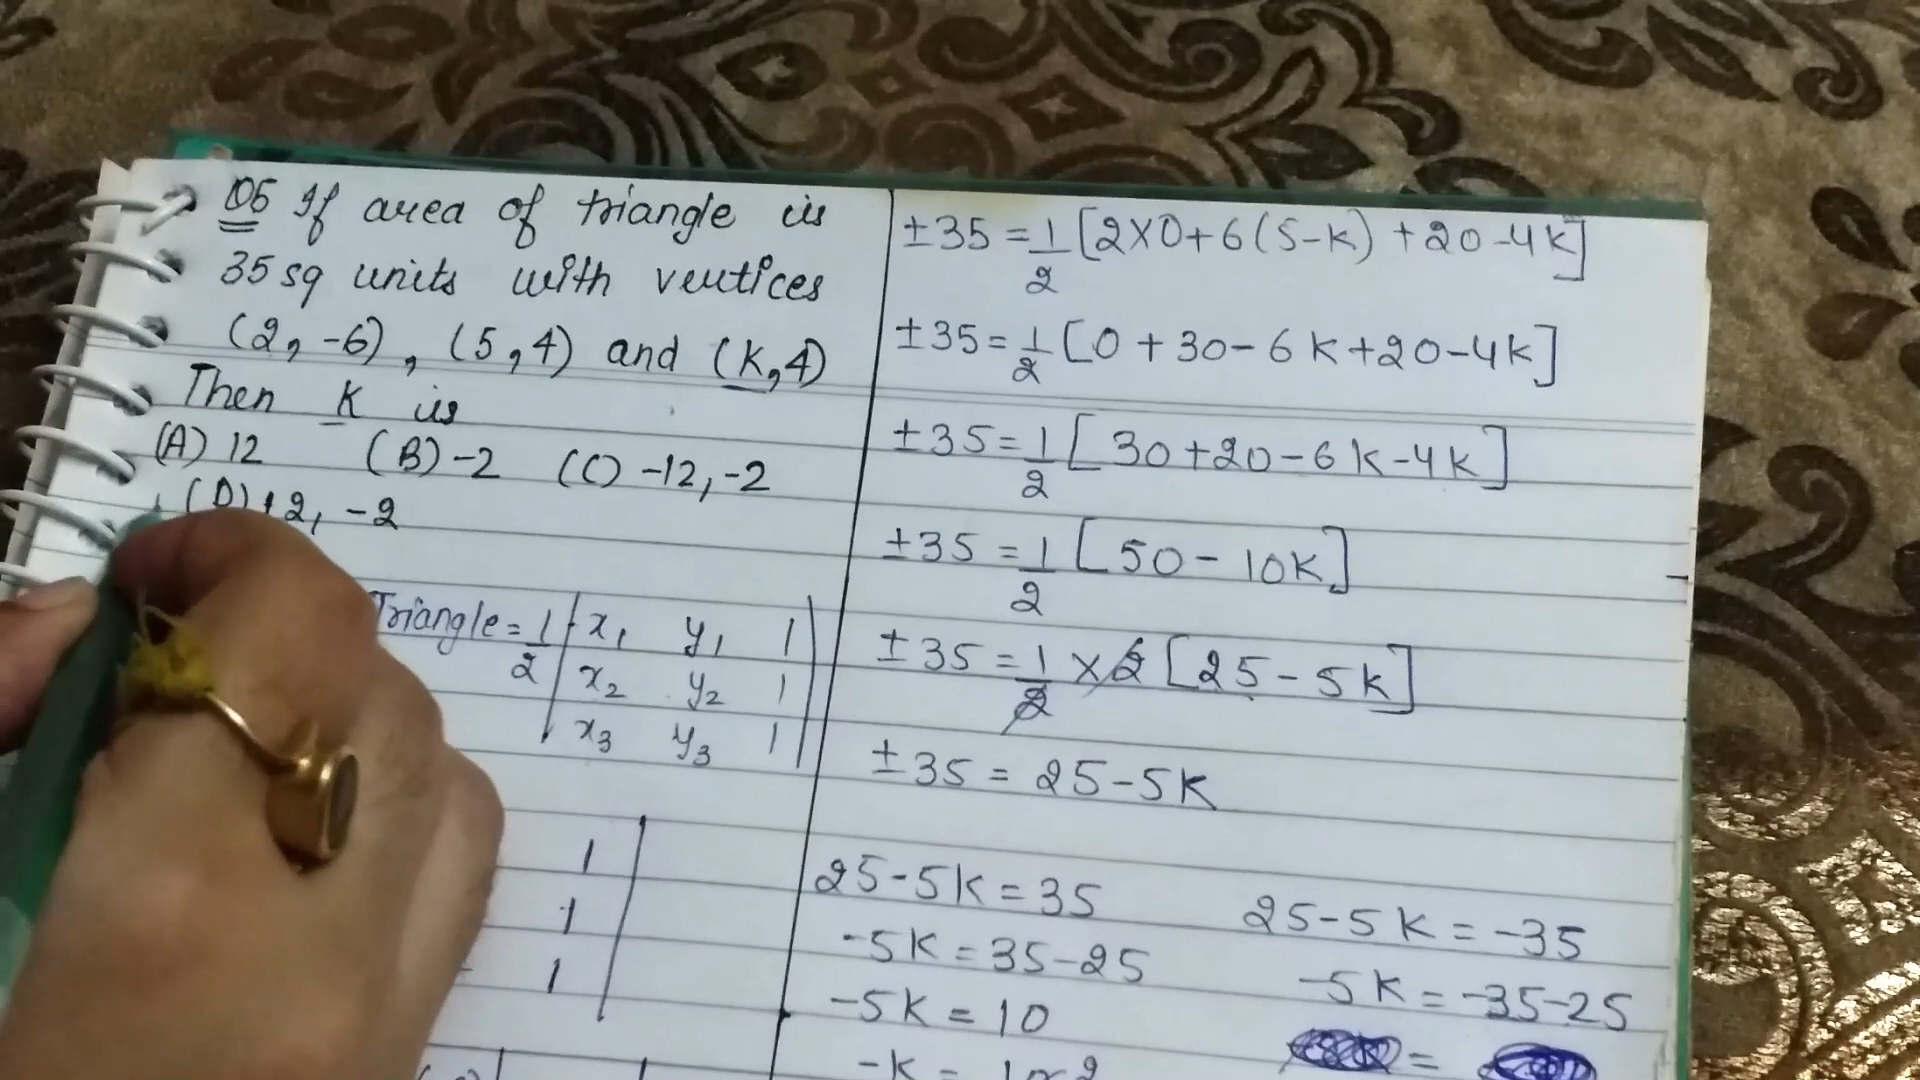 Q5 If area of triangle is
35 sq units with vertices
(2, -6), (5,4) and (K,4)
Then K is
(A) 12 (B) -2 (C) -12, -2
(D) 12, -2
Triangle = 1/2 | x₁ y₁ 1 |
x₂ y₂ 1
x₃ y₃ 1
1
1
1
±35 = 1/2 [2×0+6(5-K) +20-4K]
±35 = 1/2 [0+30-6K+20-4K]
±35 = 1/2 [30+20-6K-4K]
±35 = 1/2 [50-10K]
±35 = 1/2 × 2 [25-5K]
±35 = 25-5K
25-5K = 35
-5K = 35-25
-5K = 10
-K =
25-5K = -35
-5K = -35-25
=